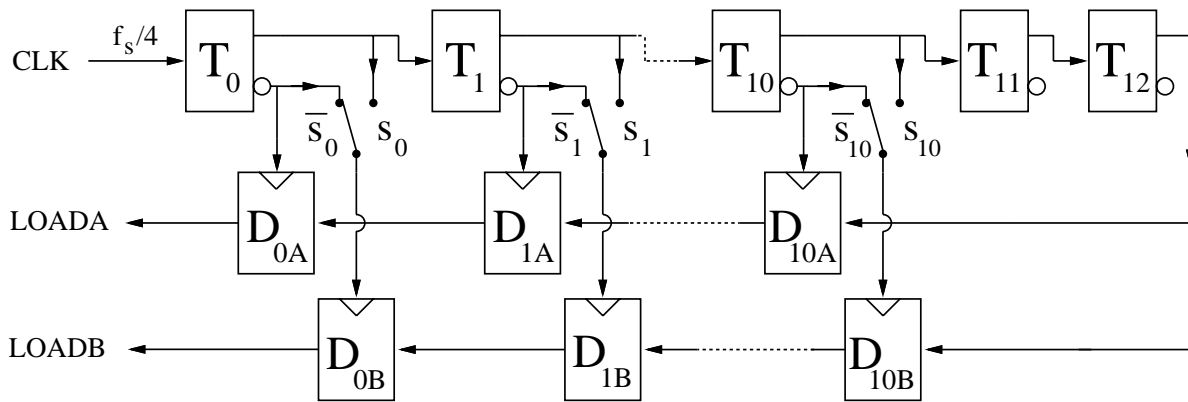 CLK f_s/4 T_0 T_1 T_10 T_11 T_12
s̅_0 s_0 s̅_1 s_1 s̅_10 s_10
LOADA D_0A D_1A D_10A
LOADB D_0B D_1B D_10B